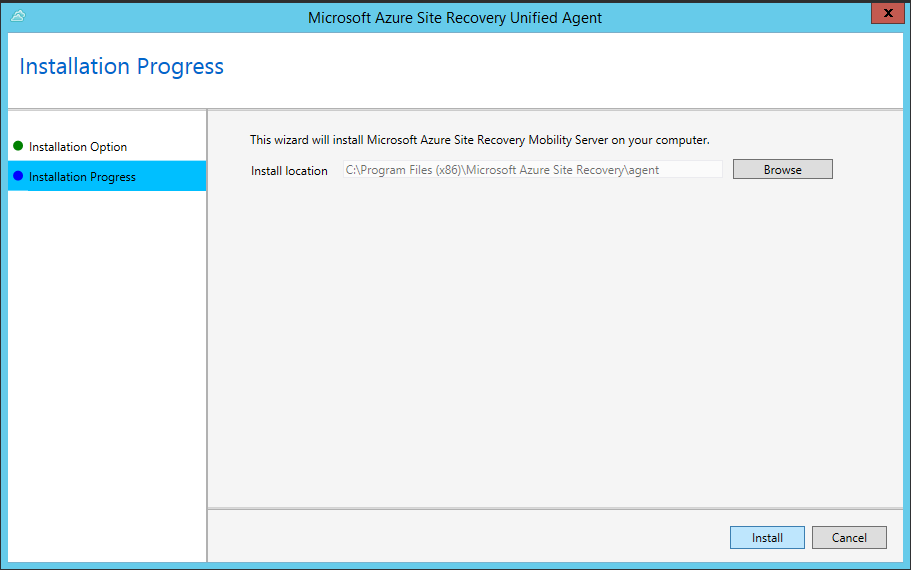 Microsoft Azure Site Recovery Unified Agent
x
Installation Progress
Installation Option
Installation Progress
This wizard will install Microsoft Azure Site Recovery Mobility Server on your computer.
Install location C:\Program Files (x86)\Microsoft Azure Site Recovery\agent Browse
Install Cancel